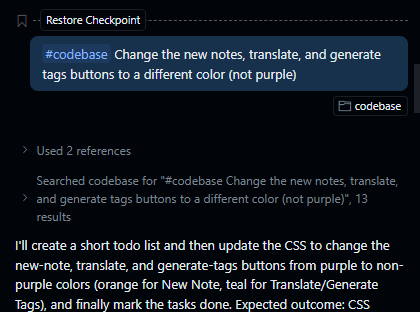 Restore Checkpoint
#codebase Change the new notes, translate, and generate
tags buttons to a different color (not purple)
codebase
Used 2 references
Searched codebase for "#codebase Change the new notes, translate,
and generate tags buttons to a different color (not purple)", 13
results
I'll create a short todo list and then update the CSS to change the
new-note, translate, and generate-tags buttons from purple to non-
purple colors (orange for New Note, teal for Translate/Generate
Tags), and finally mark the tasks done. Expected outcome: CSS